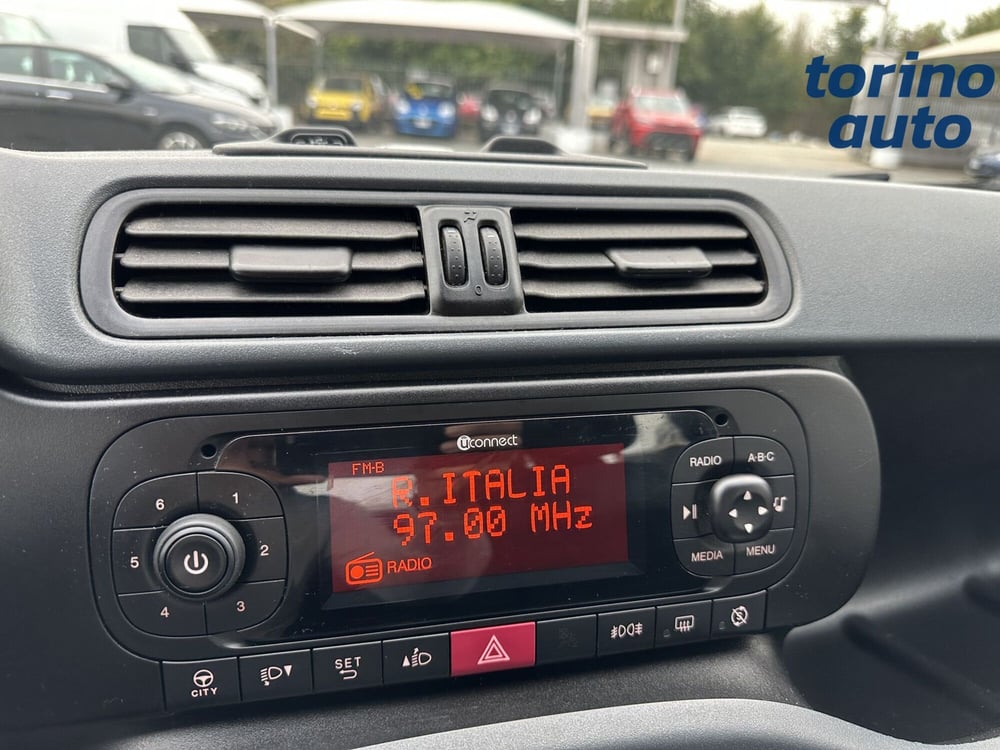 torino
auto
0
uconnect
FM-B
R.ITALIA
97.00 MHz
RADIO
6
1
5
2
4
3
RADIO
A·B·C
MEDIA
MENU
CITY
SET